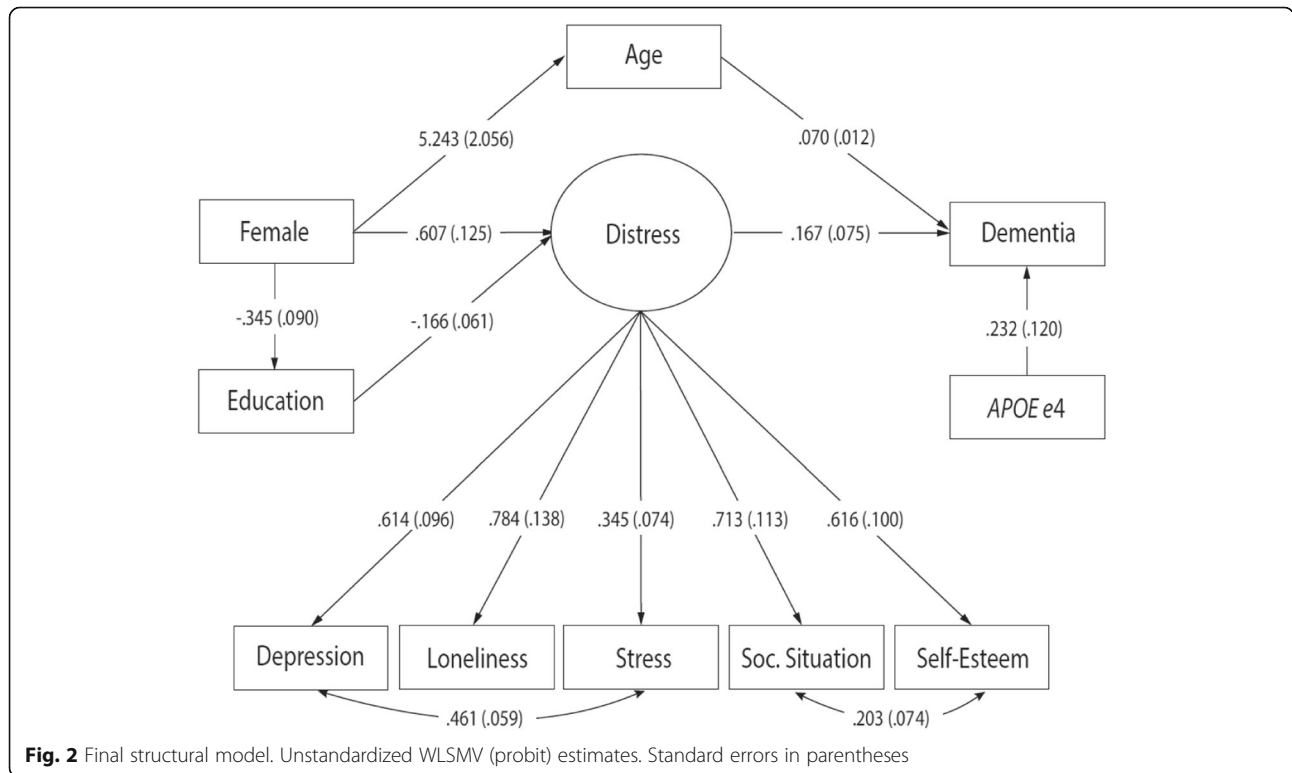 Age
5.243 (2.056)
.070 (.012)
Female
.607 (.125)
Distress
.167 (.075)
Dementia
-.345 (.090)
-.166 (.061)
.232 (.120)
Education
APOE e4
.614 (.096)
.784 (.138)
.345 (.074)
.713 (.113)
.616 (.100)
Depression
Loneliness
Stress
Soc. Situation
Self-Esteem
.461 (.059)
.203 (.074)
Fig. 2 Final structural model. Unstandardized WLSMV (probit) estimates. Standard errors in parentheses